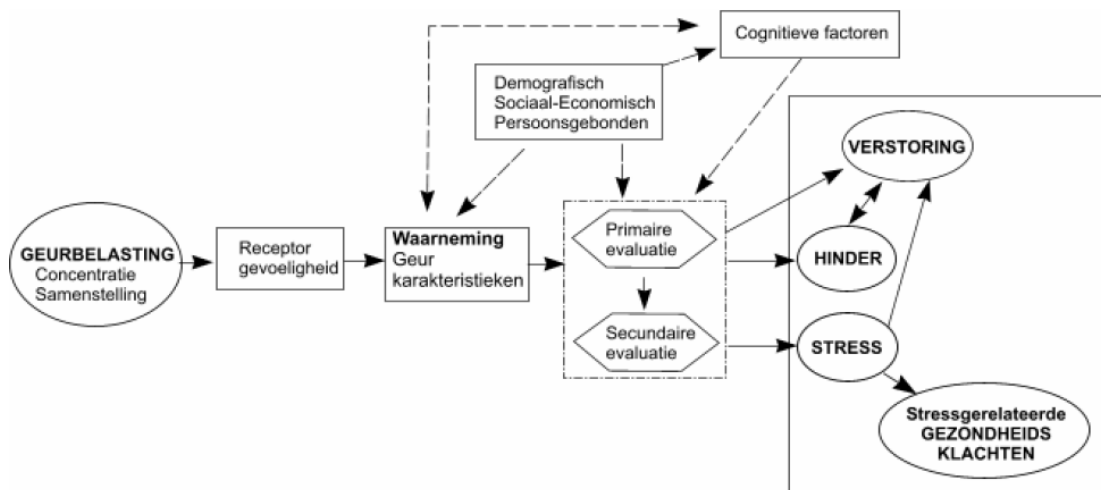 Cognitieve factoren
Demografisch
Sociaal-Economisch
Persoonsgebonden
VERSTORING
GEURBELASTING
Concentratie
Samenstelling
Receptor
gevoeligheid
Waarneming
Geur
karakteristieken
Primaire
evaluatie
HINDER
Secundaire
evaluatie
STRESS
Stressgerelateerde
GEZONDHEIDS
KLACHTEN